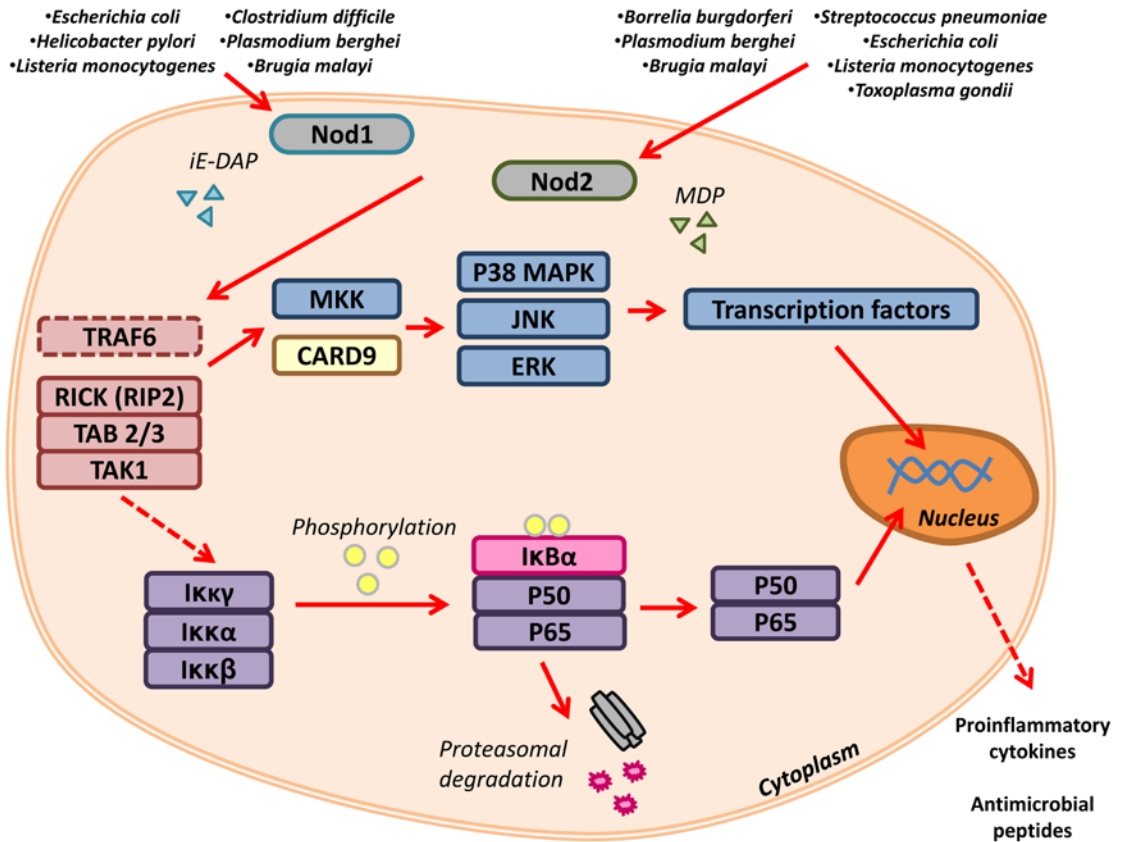 •Escherichia coli
•Helicobacter pylori
•Listeria monocytogenes
•Clostridium difficile
•Plasmodium berghei
•Brugia malayi
•Borrelia burgdorferi
•Plasmodium berghei
•Brugia malayi
•Streptococcus pneumoniae
•Escherichia coli
•Listeria monocytogenes
•Toxoplasma gondii
Nod1
iE-DAP
Nod2
MDP
TRAF6
RICK (RIP2)
TAB 2/3
TAK1
MKK
CARD9
P38 MAPK
JNK
ERK
Transcription factors
Nucleus
Iκκγ
Iκκα
Iκκβ
Phosphorylation
IκBα
P50
P65
P50
P65
Proteasomal
degradation
Cytoplasm
Proinflammatory
cytokines
Antimicrobial
peptides